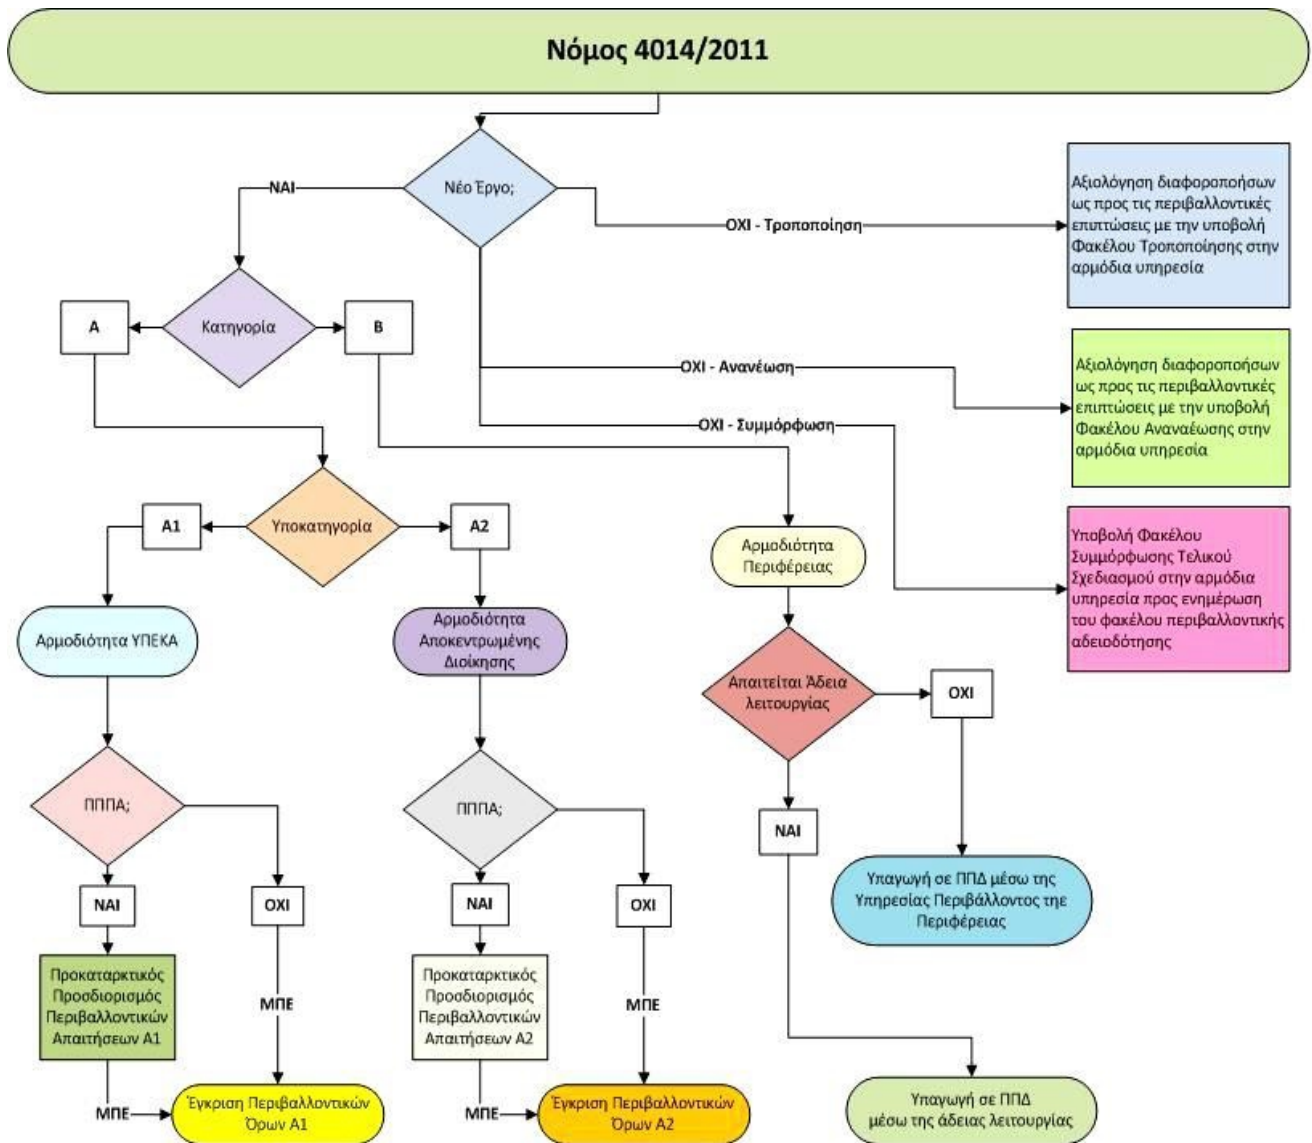 Νόμος 4014/2011
Νέο Έργο;
ΝΑΙ
ΟΧΙ - Τροποποίηση
Αξιολόγηση διαφοροποήσων
ως προς τις περιβαλλοντικές
επιπτώσεις με την υποβολή
Φακέλου Τροποποίησης στην
αρμόδια υπηρεσία
Α
Κατηγορία
Β
ΟΧΙ - Ανανέωση
Αξιολόγηση διαφοροποήσων
ως προς τις περιβαλλοντικές
επιπτώσεις με την υποβολή
Φακέλου Αναναέωσης στην
αρμόδια υπηρεσία
ΟΧΙ - Συμμόρφωση
Υποβολή Φακέλου
Συμμόρφωσης Τελικού
Σχεδιασμού στην αρμόδια
υπηρεσία προς ενημέρωση
του φακέλου περιβαλλοντικής
αδειοδότησης
Α1
Υποκατηγορία
Α2
Αρμοδιότητα
Περιφέρειας
Αρμοδιότητα ΥΠΕΚΑ
Αρμοδιότητα
Αποκεντρωμένης
Διοίκησης
Απαιτείται Άδεια
λειτουργίας
ΟΧΙ
ΠΠΠΑ;
ΠΠΠΑ;
ΝΑΙ
ΝΑΙ
ΟΧΙ
ΝΑΙ
ΟΧΙ
Υπαγωγή σε ΠΠΔ μέσω της
Υπηρεσίας Περιβάλλοντος τηε
Περιφέρειας
Προκαταρκτικός
Προσδιορισμός
Περιβαλλοντικών
Απαιτήσεων Α1
ΜΠΕ
Προκαταρκτικός
Προσδιορισμός
Περιβαλλοντικών
Απαιτήσεων Α2
ΜΠΕ
ΜΠΕ
Έγκριση Περιβαλλοντικών
Όρων Α1
ΜΠΕ
Έγκριση Περιβαλλοντικών
Όρων Α2
Υπαγωγή σε ΠΠΔ
μέσω της άδειας λειτουργίας